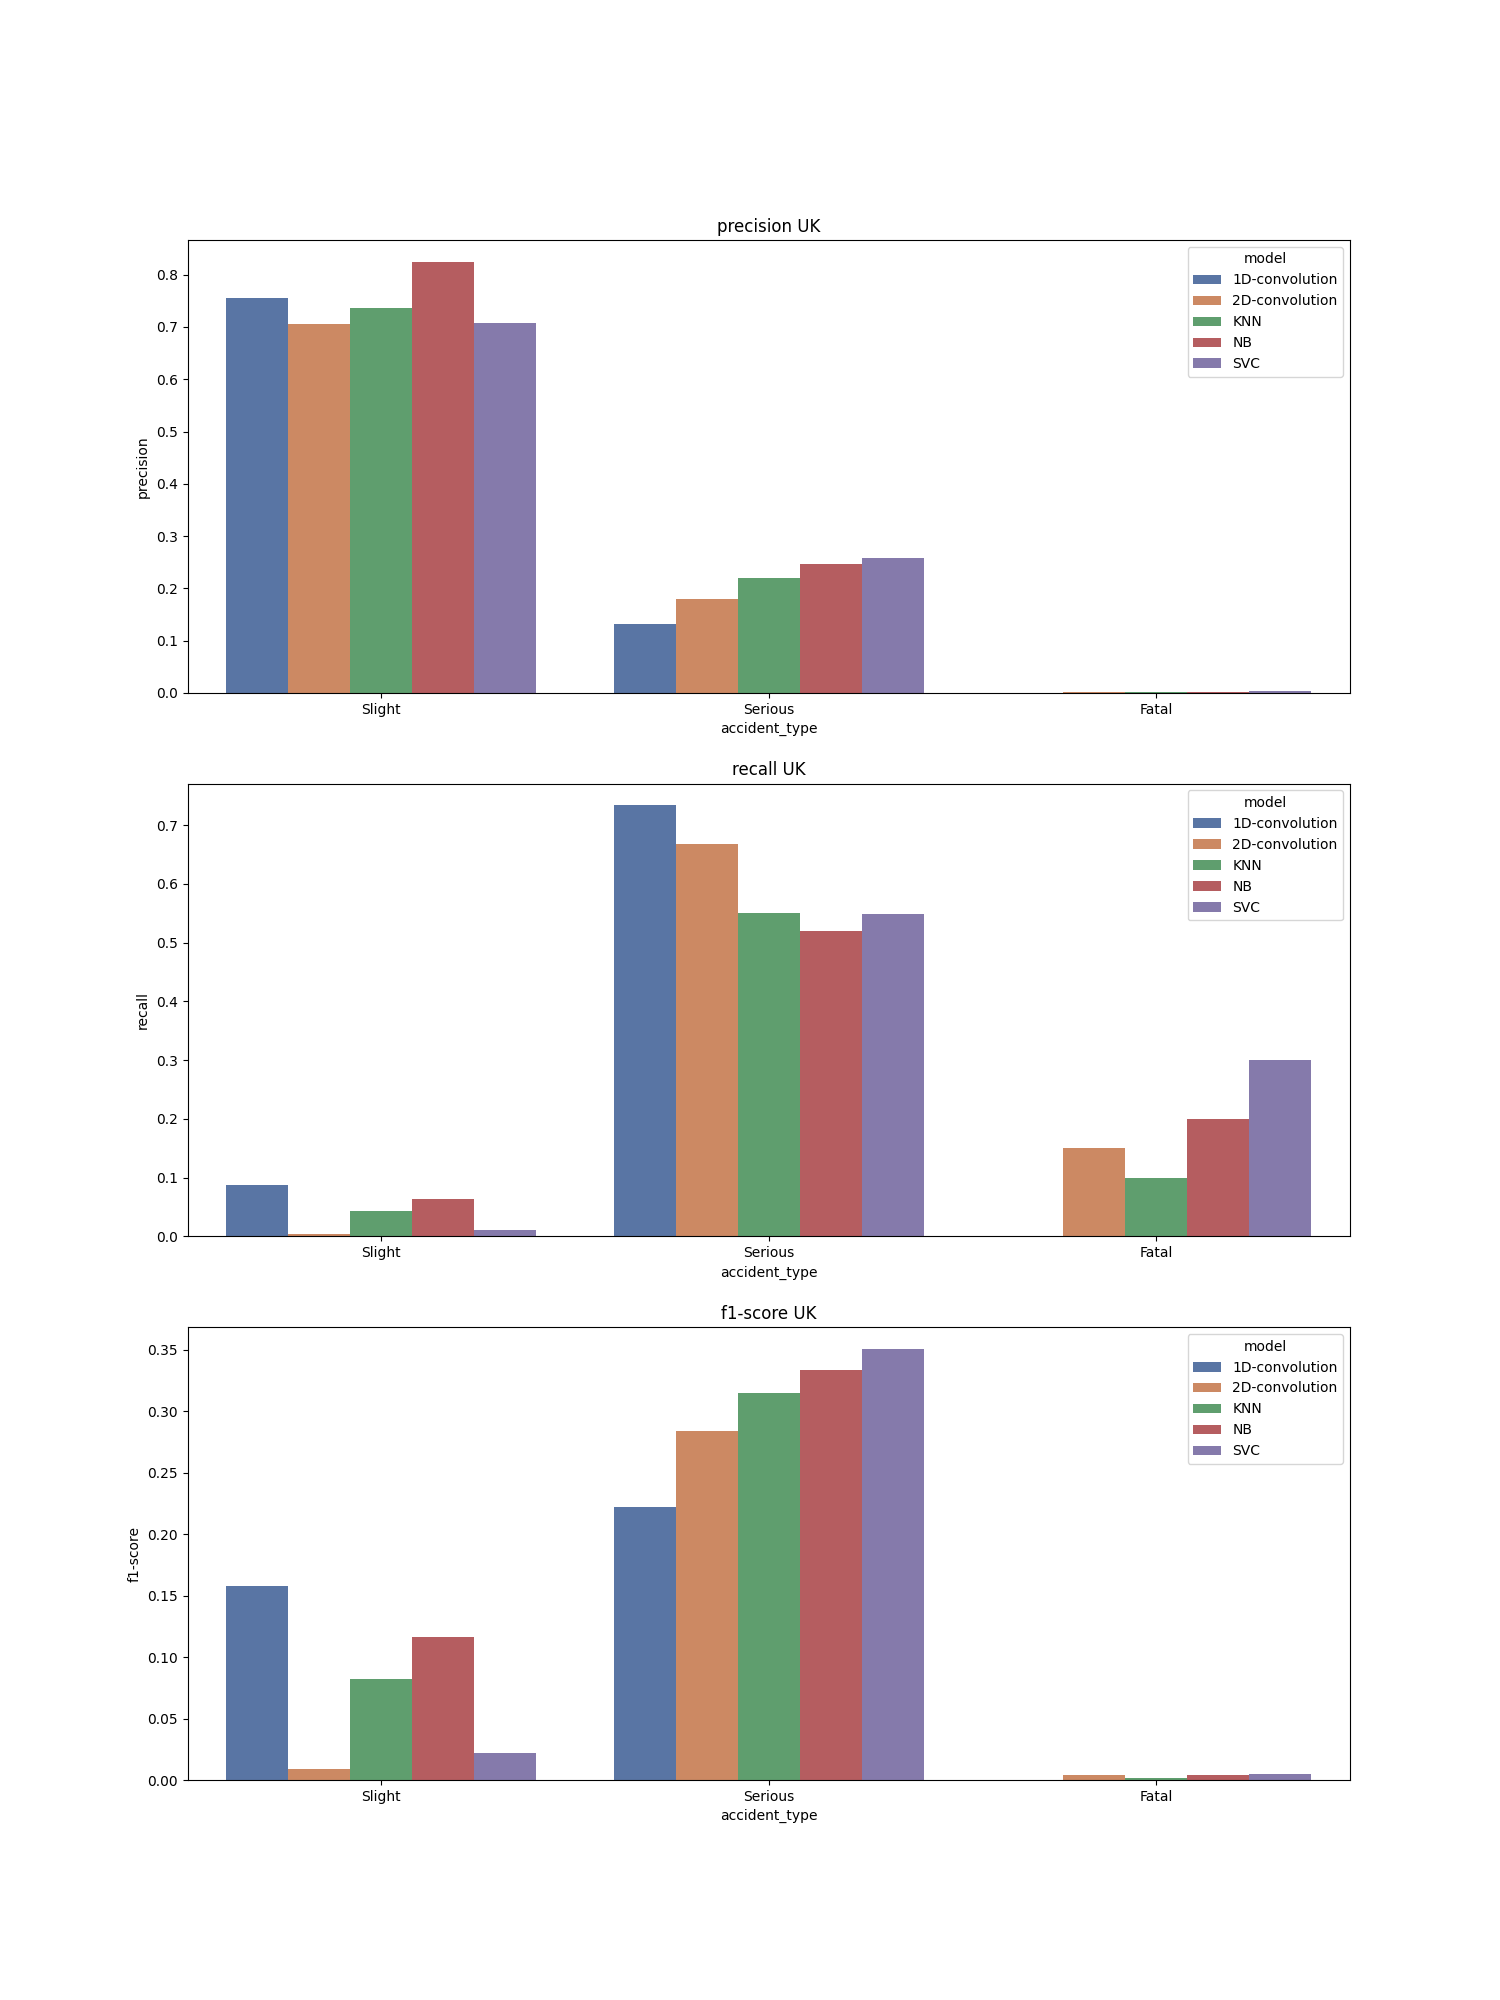 precision UK
model
1D-convolution
2D-convolution
KNN
NB
SVC
0.8
0.7
0.6
0.5
0.4
0.3
0.2
0.1
0.0
precision
Slight Serious Fatal
accident_type
recall UK
model
1D-convolution
2D-convolution
KNN
NB
SVC
0.7
0.6
0.5
0.4
0.3
0.2
0.1
0.0
recall
Slight Serious Fatal
accident_type
f1-score UK
model
1D-convolution
2D-convolution
KNN
NB
SVC
0.35
0.30
0.25
0.20
0.15
0.10
0.05
0.00
f1-score
Slight Serious Fatal
accident_type